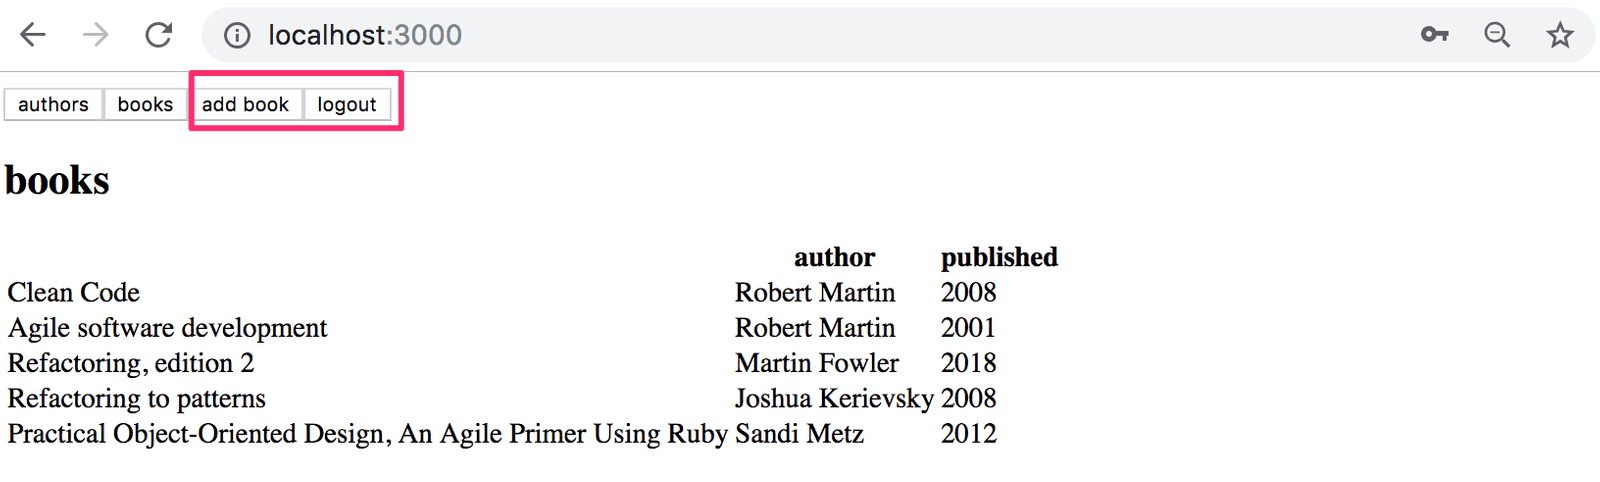 localhost:3000
authors books add book logout
books
author published
Clean Code Robert Martin 2008
Agile software development Robert Martin 2001
Refactoring, edition 2 Martin Fowler 2018
Refactoring to patterns Joshua Kerievsky 2008
Practical Object-Oriented Design, An Agile Primer Using Ruby Sandi Metz 2012